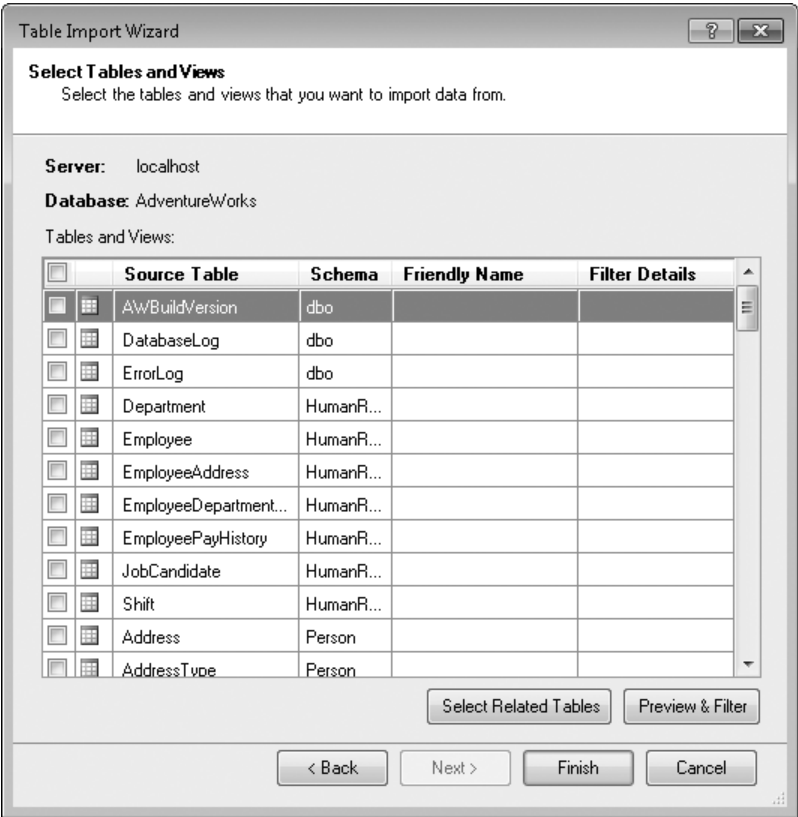 Table Import Wizard
?
Select Tables and Views
Select the tables and views that you want to import data from.
Server: localhost
Database: AdventureWorks
Tables and Views:
Source Table Schema Friendly Name Filter Details
AWBuildVersion dbo
DatabaseLog dbo
ErrorLog dbo
Department HumanR...
Employee HumanR...
EmployeeAddress HumanR...
EmployeeDepartment... HumanR...
EmployeePayHistory HumanR...
JobCandidate HumanR...
Shift HumanR...
Address Person
AddressType Person
Select Related Tables Preview & Filter
< Back Next > Finish Cancel